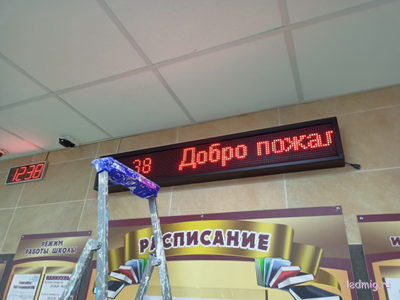 12:38
38 Добро пожал
РАСПИСАНИЕ
РЕЖИМ
РАБОТЫ ШКОЛЫ
ledmig.ru